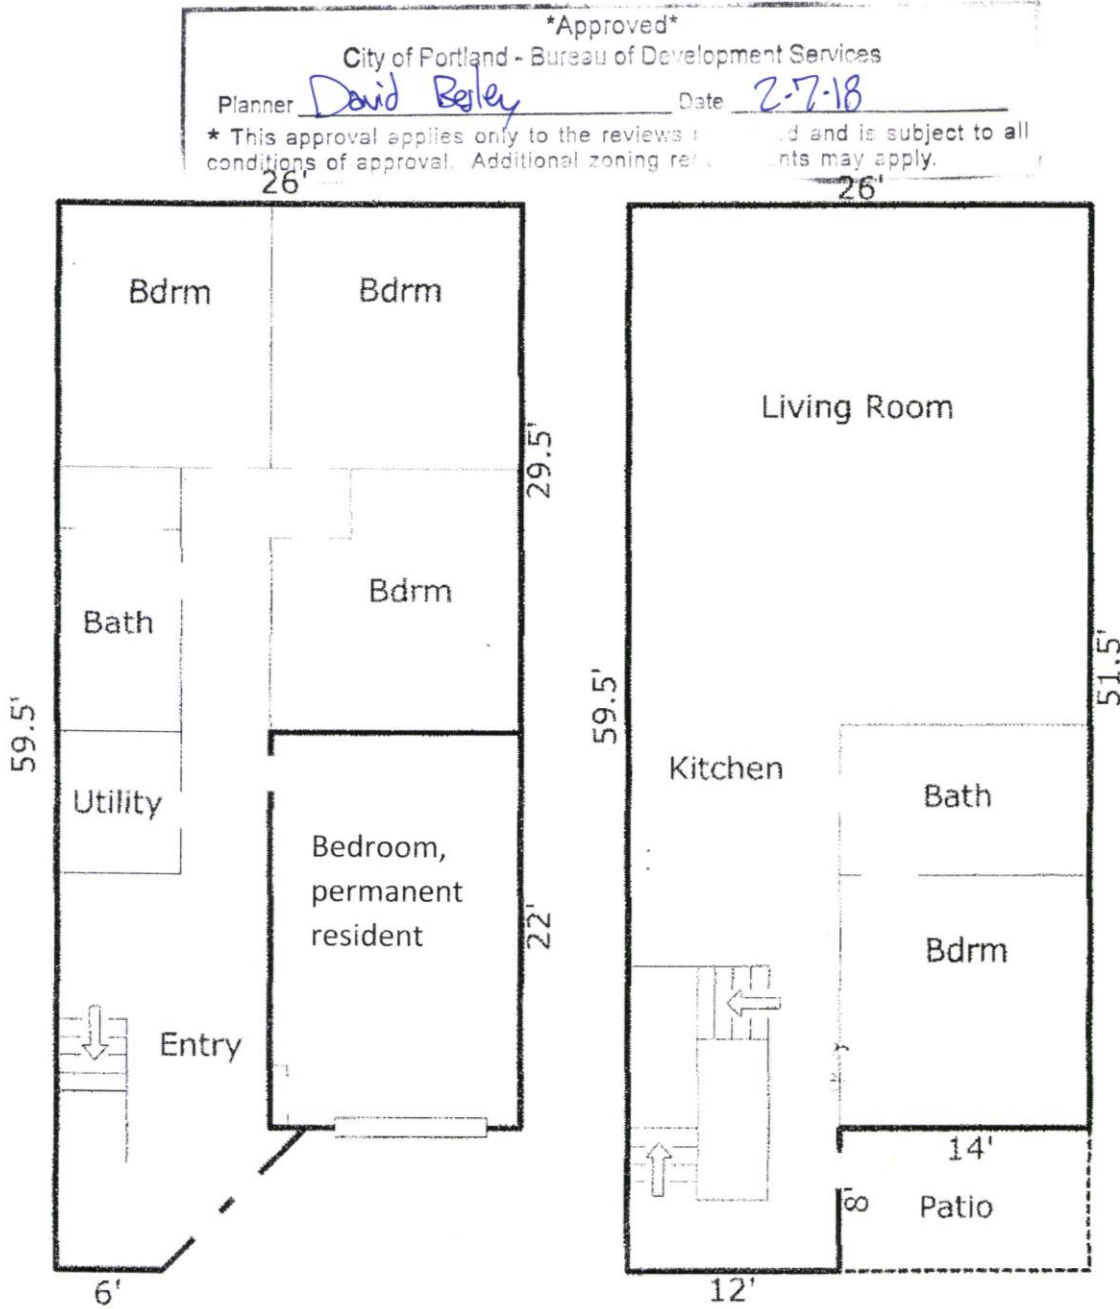 *Approved*
City of Portland - Bureau of Development Services
Planner David Besley Date 2-7-18
* This approval applies only to the reviews and is subject to all
conditions of approval. Additional zoning may apply.
26'
26'
Bdrm
Bdrm
Living Room
29.5'
Bdrm
Bath
59.5'
59.5'
51.5'
Utility
Kitchen
Bath
Bedroom,
permanent
resident
22'
Bdrm
Entry
14'
8'
Patio
6'
12'